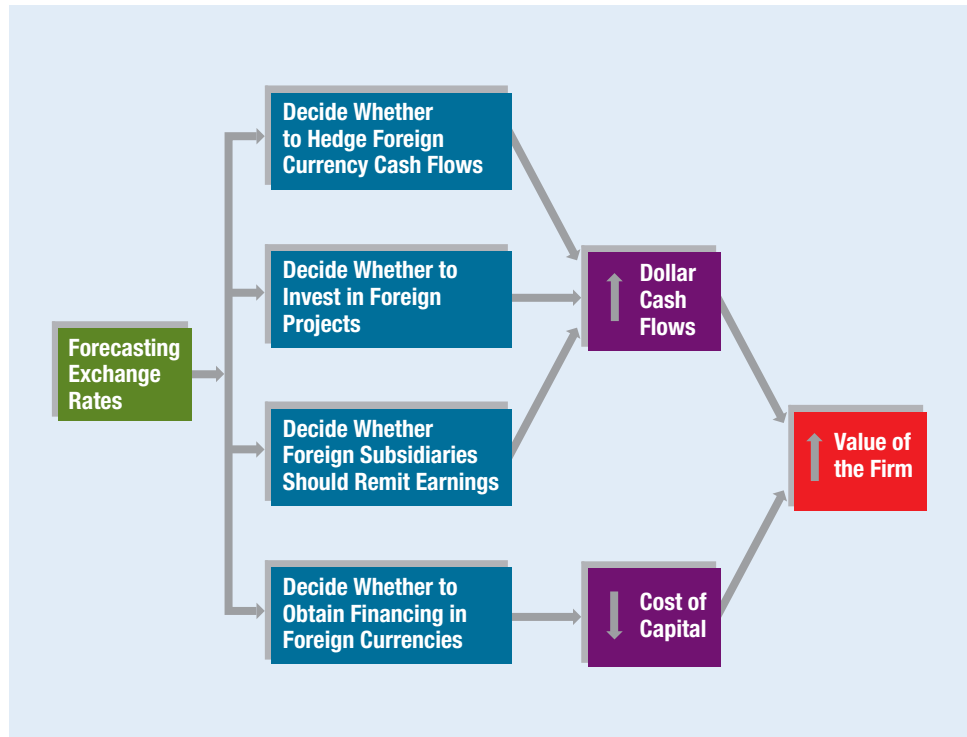 Decide Whether
to Hedge Foreign
Currency Cash Flows
Decide Whether to
Invest in Foreign
Projects
Dollar
Cash
Flows
Forecasting
Exchange
Rates
Decide Whether
Foreign Subsidiaries
Should Remit Earnings
Value of
the Firm
Decide Whether to
Obtain Financing in
Foreign Currencies
Cost of
Capital